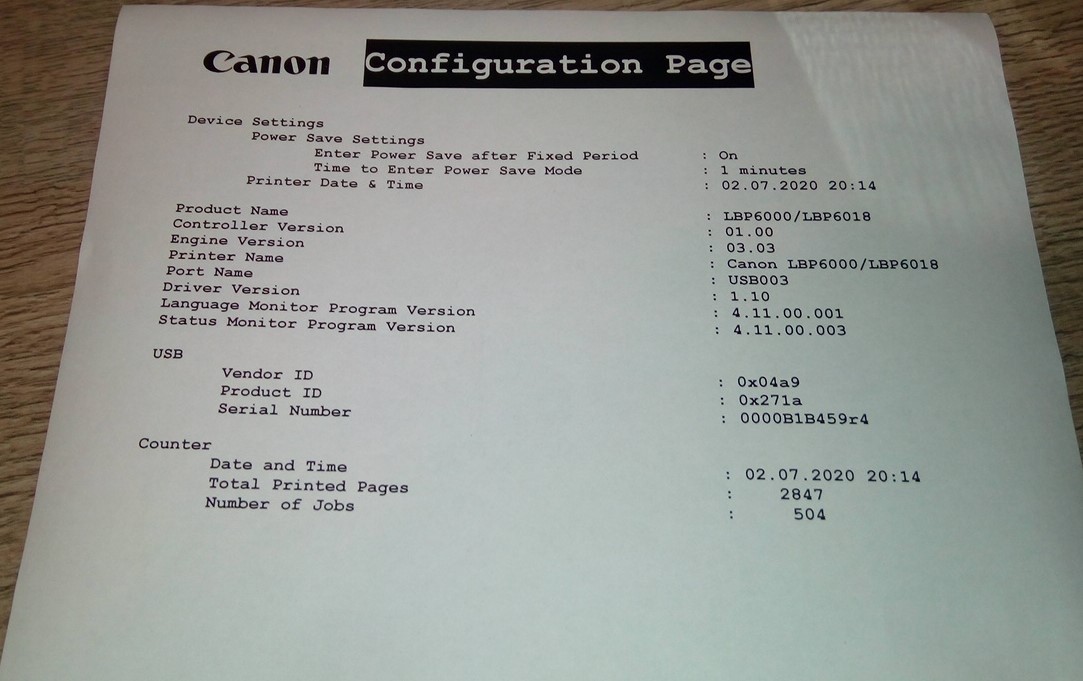 Canon Configuration Page
Device Settings
Power Save Settings
Enter Power Save after Fixed Period : On
Time to Enter Power Save Mode : 1 minutes
Printer Date & Time : 02.07.2020 20:14
Product Name : LBP6000/LBP6018
Controller Version : 01.00
Engine Version : 03.03
Printer Name : Canon LBP6000/LBP6018
Port Name : USB003
Driver Version : 1.10
Language Monitor Program Version : 4.11.00.001
Status Monitor Program Version : 4.11.00.003
USB
Vendor ID : 0x04a9
Product ID : 0x271a
Serial Number : 0000B1B459r4
Counter
Date and Time : 02.07.2020 20:14
Total Printed Pages : 2847
Number of Jobs : 504